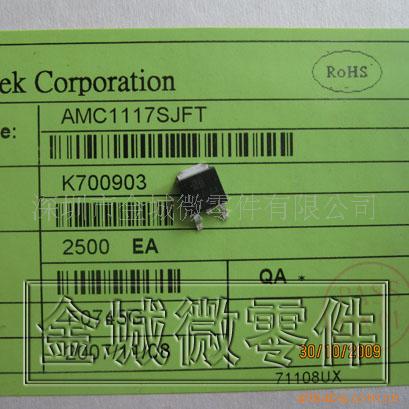 RoHS
ek Corporation
e: AMC1117SJFT
K700903
深圳市金城微零件有限公司
2500 EA
QA
PASS
金城微零件
30/10/2009
71108UX